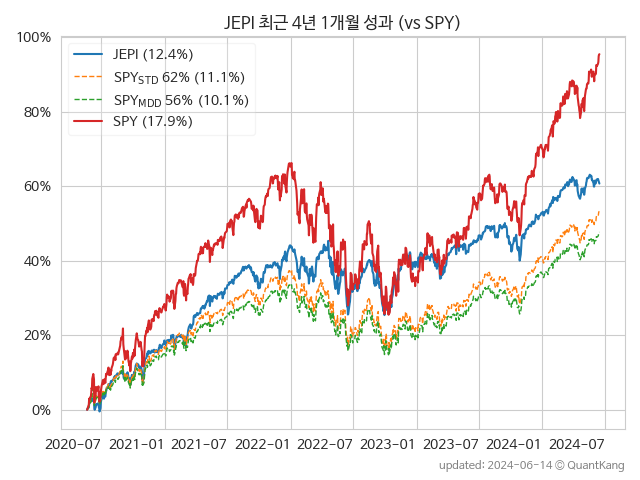 JEPI 최근 4년 1개월 성과 (vs SPY)
100%
80%
60%
40%
20%
0%
JEPI (12.4%)
SPYSTD 62% (11.1%)
SPYMDD 56% (10.1%)
SPY (17.9%)
2020-07 2021-01 2021-07 2022-01 2022-07 2023-01 2023-07 2024-01 2024-07
updated: 2024-06-14 © QuantKang